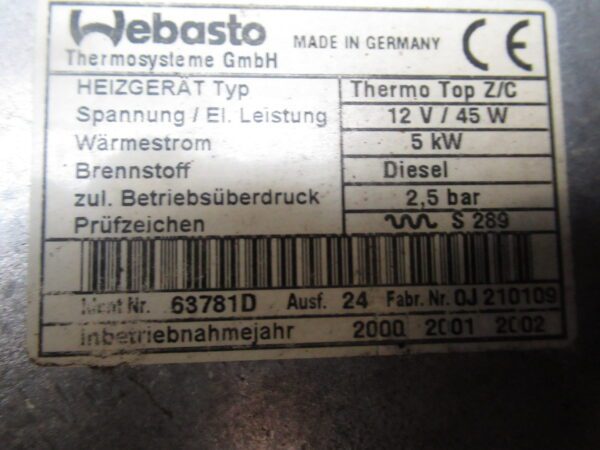 Webasto
Thermosysteme GmbH
MADE IN GERMANY CE
HEIZGERÄT Typ Thermo Top Z/C
Spannung / El. Leistung 12 V / 45 W
Wärmestrom 5 kW
Brennstoff Diesel
zul. Betriebsüberdruck 2,5 bar
Prüfzeichen S 289
Nr. 63781D Ausf. 24 Fabr. Nr. 0J 210109
Inbetriebnahmejahr 2000 2001 2002